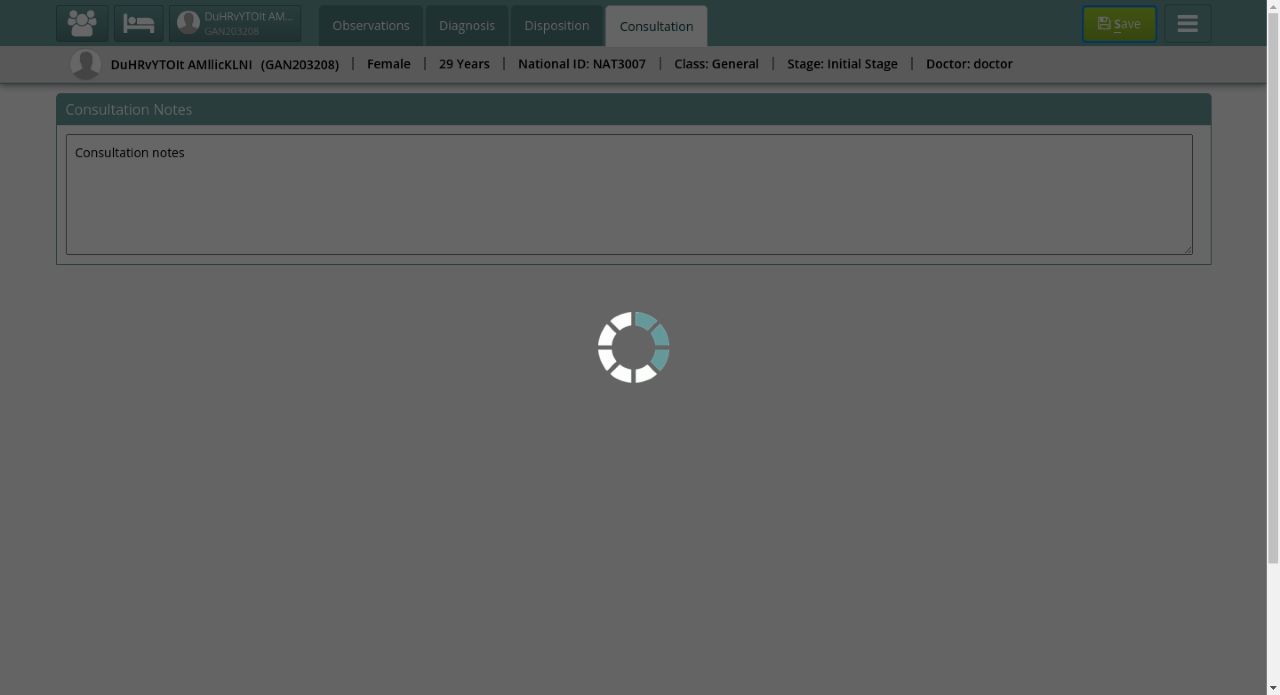 DuHRvYTOIt AM...
GAN203208
Observations
Diagnosis
Disposition
Consultation
Save
DuHRvYTOIt AMllicKLNI (GAN203208) | Female | 29 Years | National ID: NAT3007 | Class: General | Stage: Initial Stage | Doctor: doctor
Consultation Notes
Consultation notes